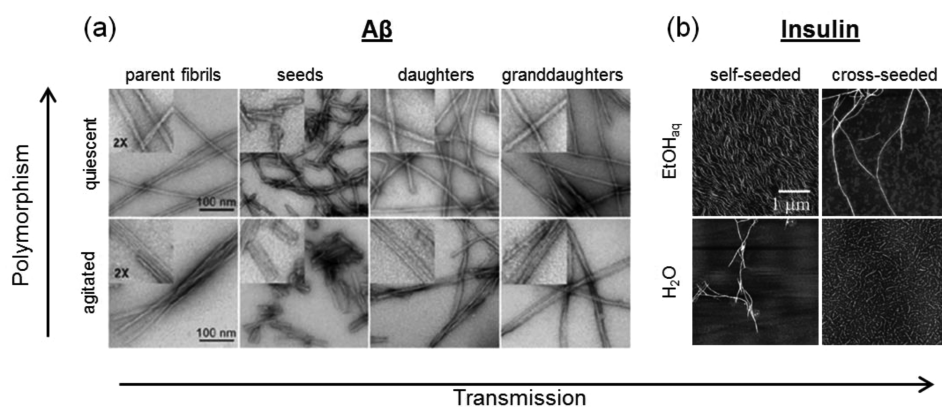 (a)
Aβ
(b)
Insulin
parent fibrils
seeds
daughters
granddaughters
self-seeded
cross-seeded
Polymorphism
quiescent
2X
100 nm
EtOHaq
1 μm
agitated
2X
100 nm
H2O
Transmission